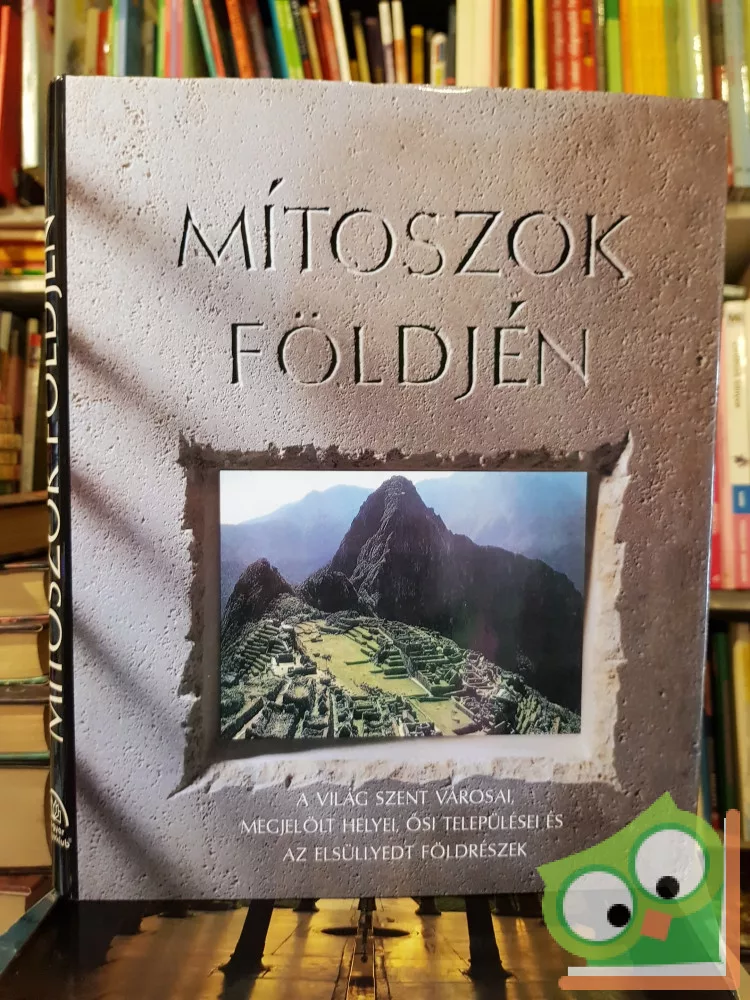 MÍTOSZOK
FÖLDJÉN
A VILÁG SZENT VÁROSAI,
MEGJELÖLT HELYEI, ŐSI TELEPÜLÉSEI ÉS
AZ ELSÜLLYEDT FÖLDRÉSZEK
MÍTOSZOK FÖLDJÉN